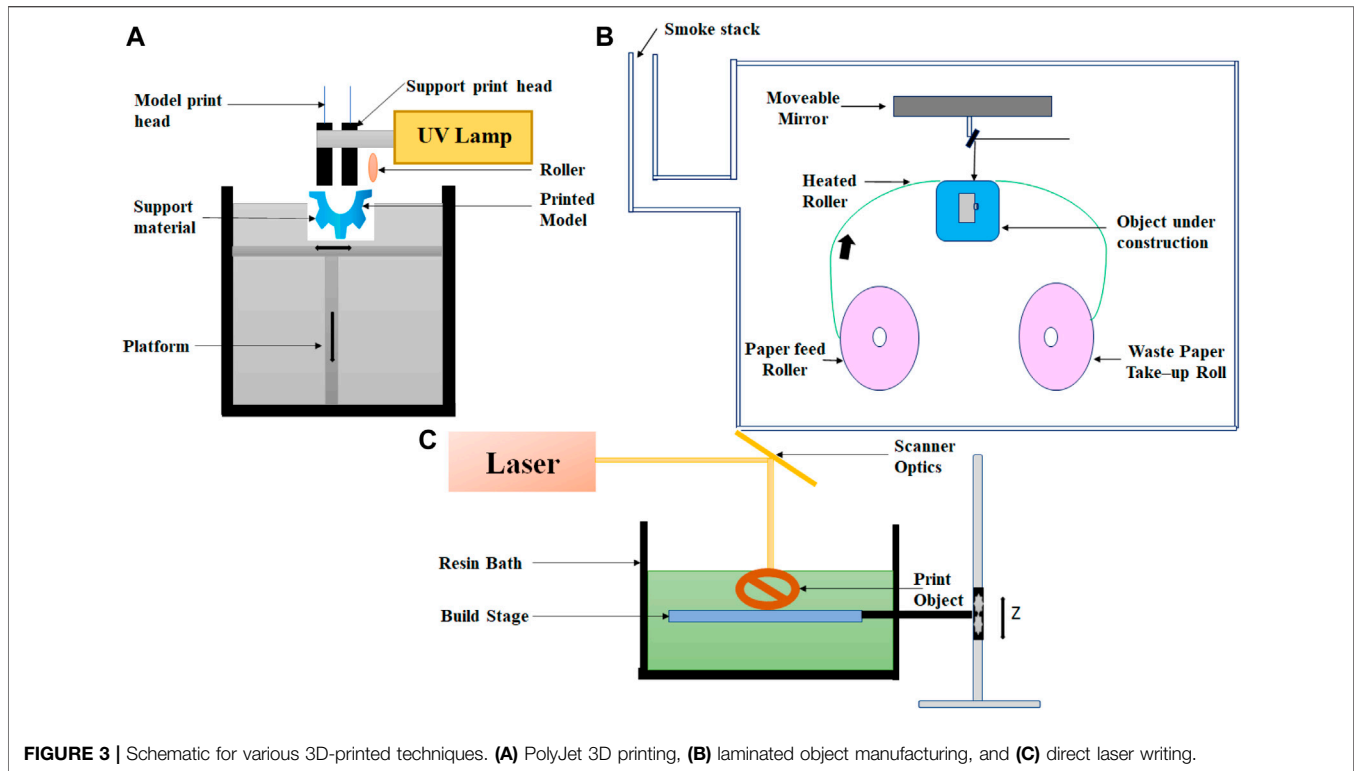 A
Model print
head
Support print head
UV Lamp
Roller
Support
material
Printed
Model
Platform
B
Smoke stack
Moveable
Mirror
Heated
Roller
Object under
construction
Paper feed
Roller
Waste Paper
Take–up Roll
C
Laser
Scanner
Optics
Resin Bath
Print
Object
Build Stage
Z
FIGURE 3 | Schematic for various 3D-printed techniques. (A) PolyJet 3D printing, (B) laminated object manufacturing, and (C) direct laser writing.